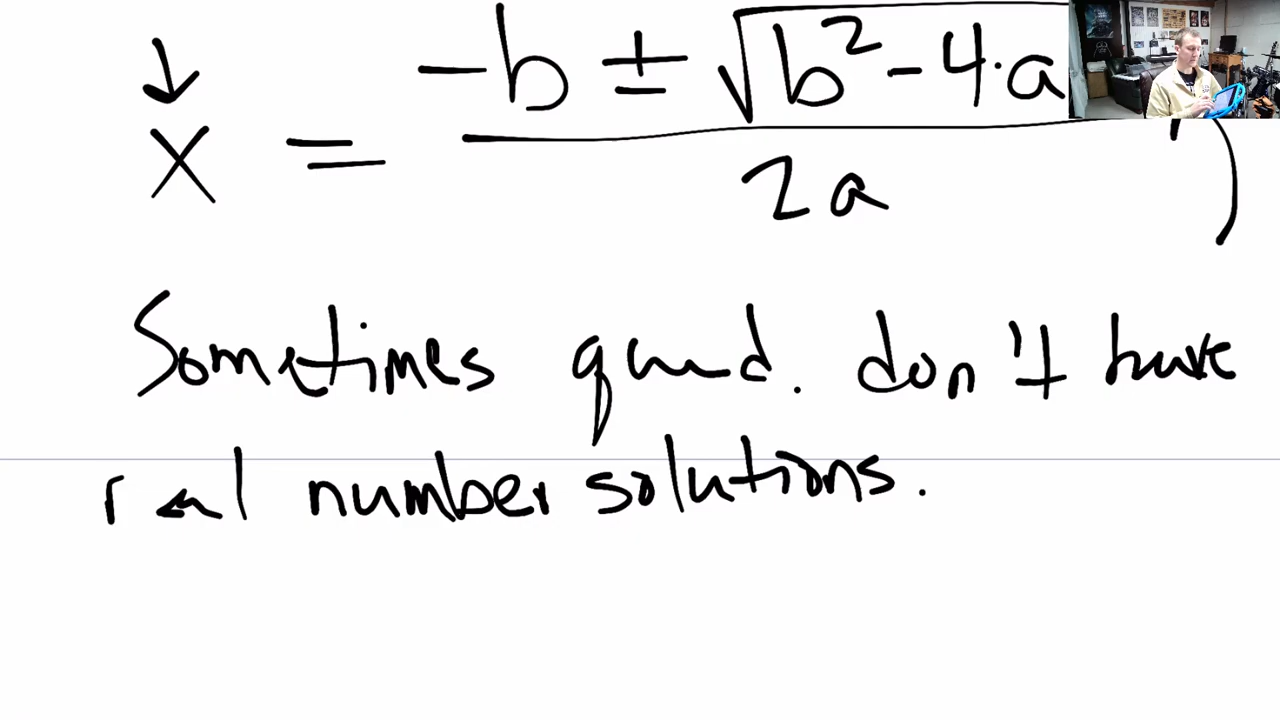 x = -b ± √b² - 4·a
2a
Sometimes quad. don't have
real number solutions.